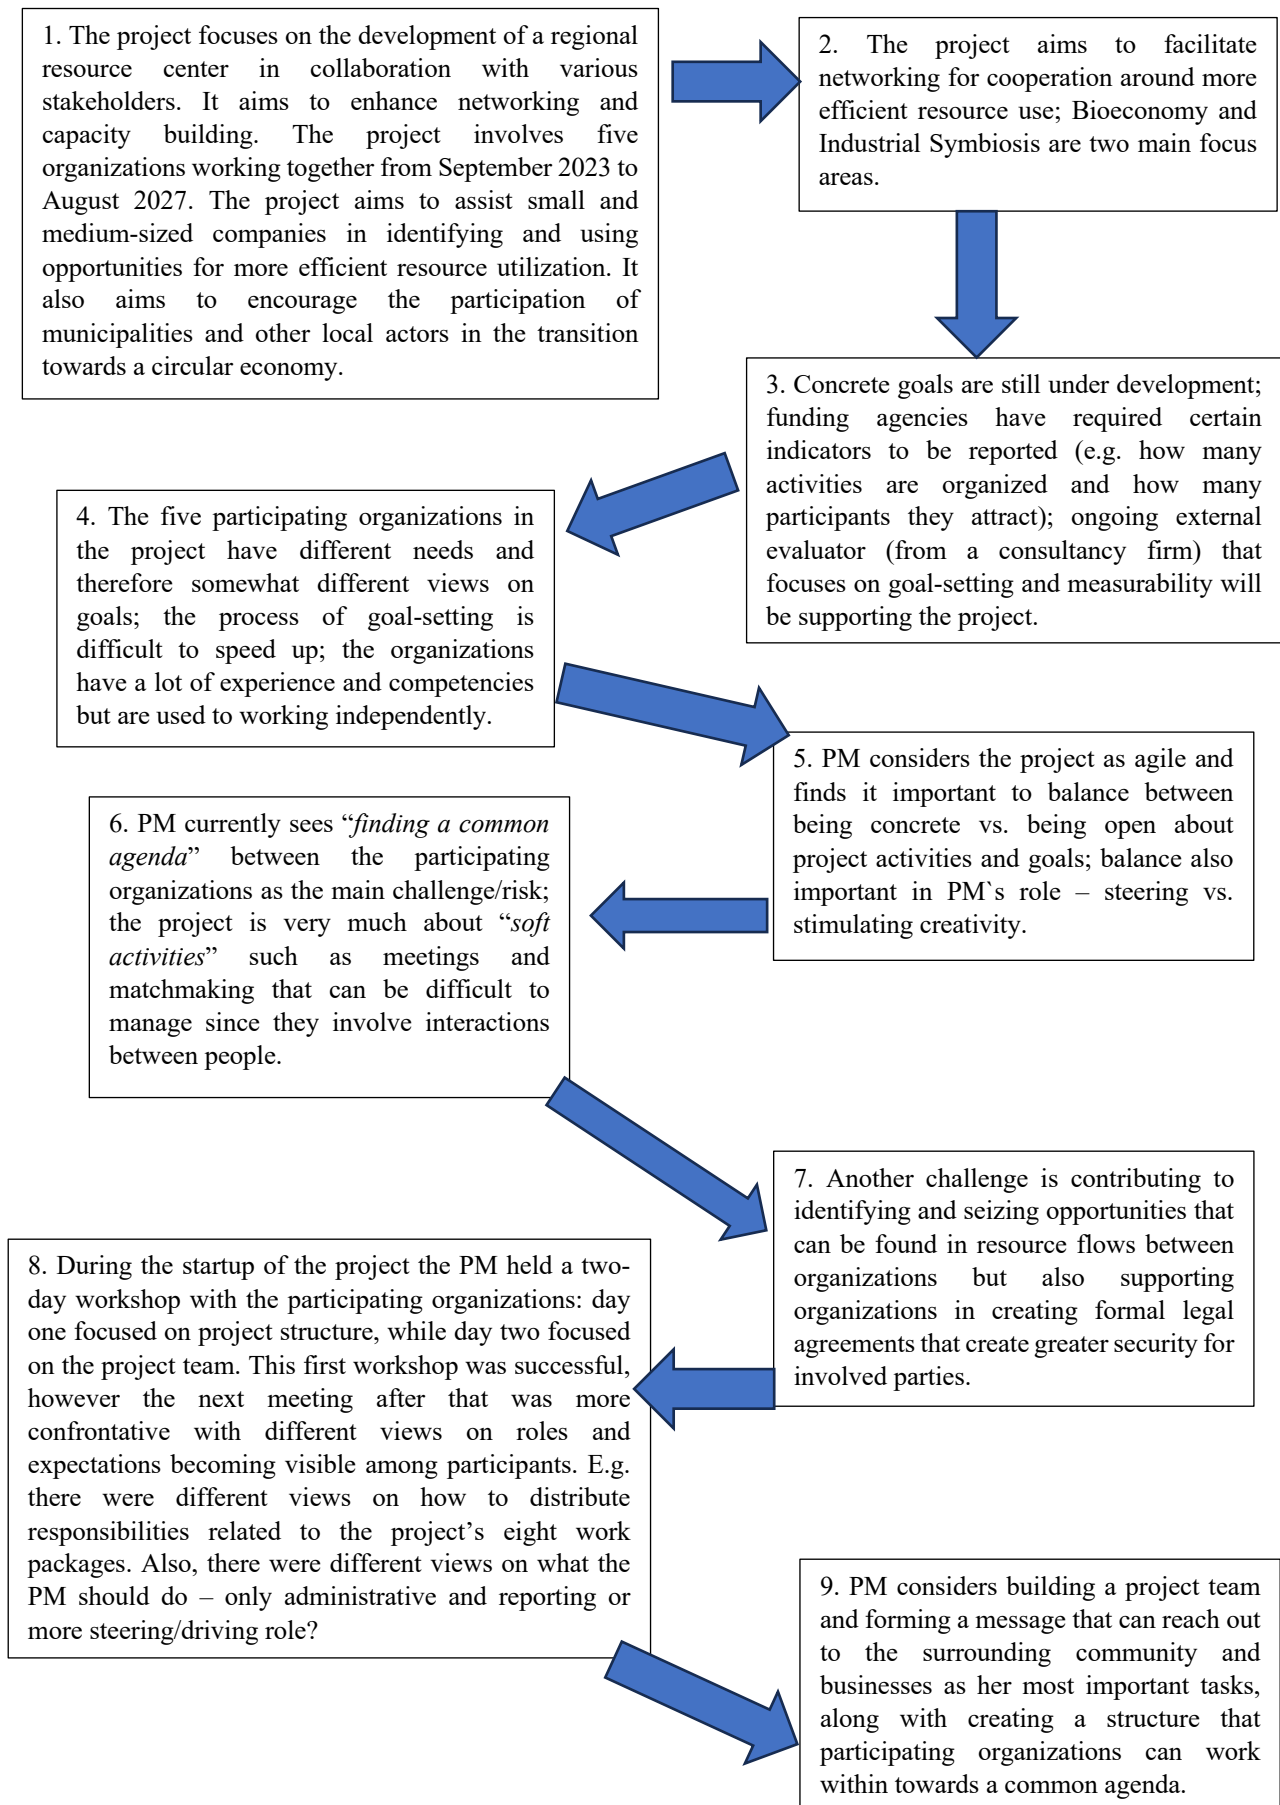 1. The project focuses on the development of a regional
resource center in collaboration with various
stakeholders. It aims to enhance networking and
capacity building. The project involves five
organizations working together from September 2023 to
August 2027. The project aims to assist small and
medium-sized companies in identifying and using
opportunities for more efficient resource utilization. It
also aims to encourage the participation of
municipalities and other local actors in the transition
towards a circular economy.
2. The project aims to facilitate
networking for cooperation around more
efficient resource use; Bioeconomy and
Industrial Symbiosis are two main focus
areas.
3. Concrete goals are still under development;
funding agencies have required certain
indicators to be reported (e.g. how many
activities are organized and how many
participants they attract); ongoing external
evaluator (from a consultancy firm) that
focuses on goal-setting and measurability will
be supporting the project.
4. The five participating organizations in
the project have different needs and
therefore somewhat different views on
goals; the process of goal-setting is
difficult to speed up; the organizations
have a lot of experience and competencies
but are used to working independently.
5. PM considers the project as agile and
finds it important to balance between
being concrete vs. being open about
project activities and goals; balance also
important in PM`s role – steering vs.
stimulating creativity.
6. PM currently sees “finding a common
agenda” between the participating
organizations as the main challenge/risk;
the project is very much about “soft
activities” such as meetings and
matchmaking that can be difficult to
manage since they involve interactions
between people.
7. Another challenge is contributing to
identifying and seizing opportunities that
can be found in resource flows between
organizations but also supporting
organizations in creating formal legal
agreements that create greater security for
involved parties.
8. During the startup of the project the PM held a two-
day workshop with the participating organizations: day
one focused on project structure, while day two focused
on the project team. This first workshop was successful,
however the next meeting after that was more
confrontative with different views on roles and
expectations becoming visible among participants. E.g.
there were different views on how to distribute
responsibilities related to the project’s eight work
packages. Also, there were different views on what the
PM should do – only administrative and reporting or
more steering/driving role?
9. PM considers building a project team
and forming a message that can reach out
to the surrounding community and
businesses as her most important tasks,
along with creating a structure that
participating organizations can work
within towards a common agenda.